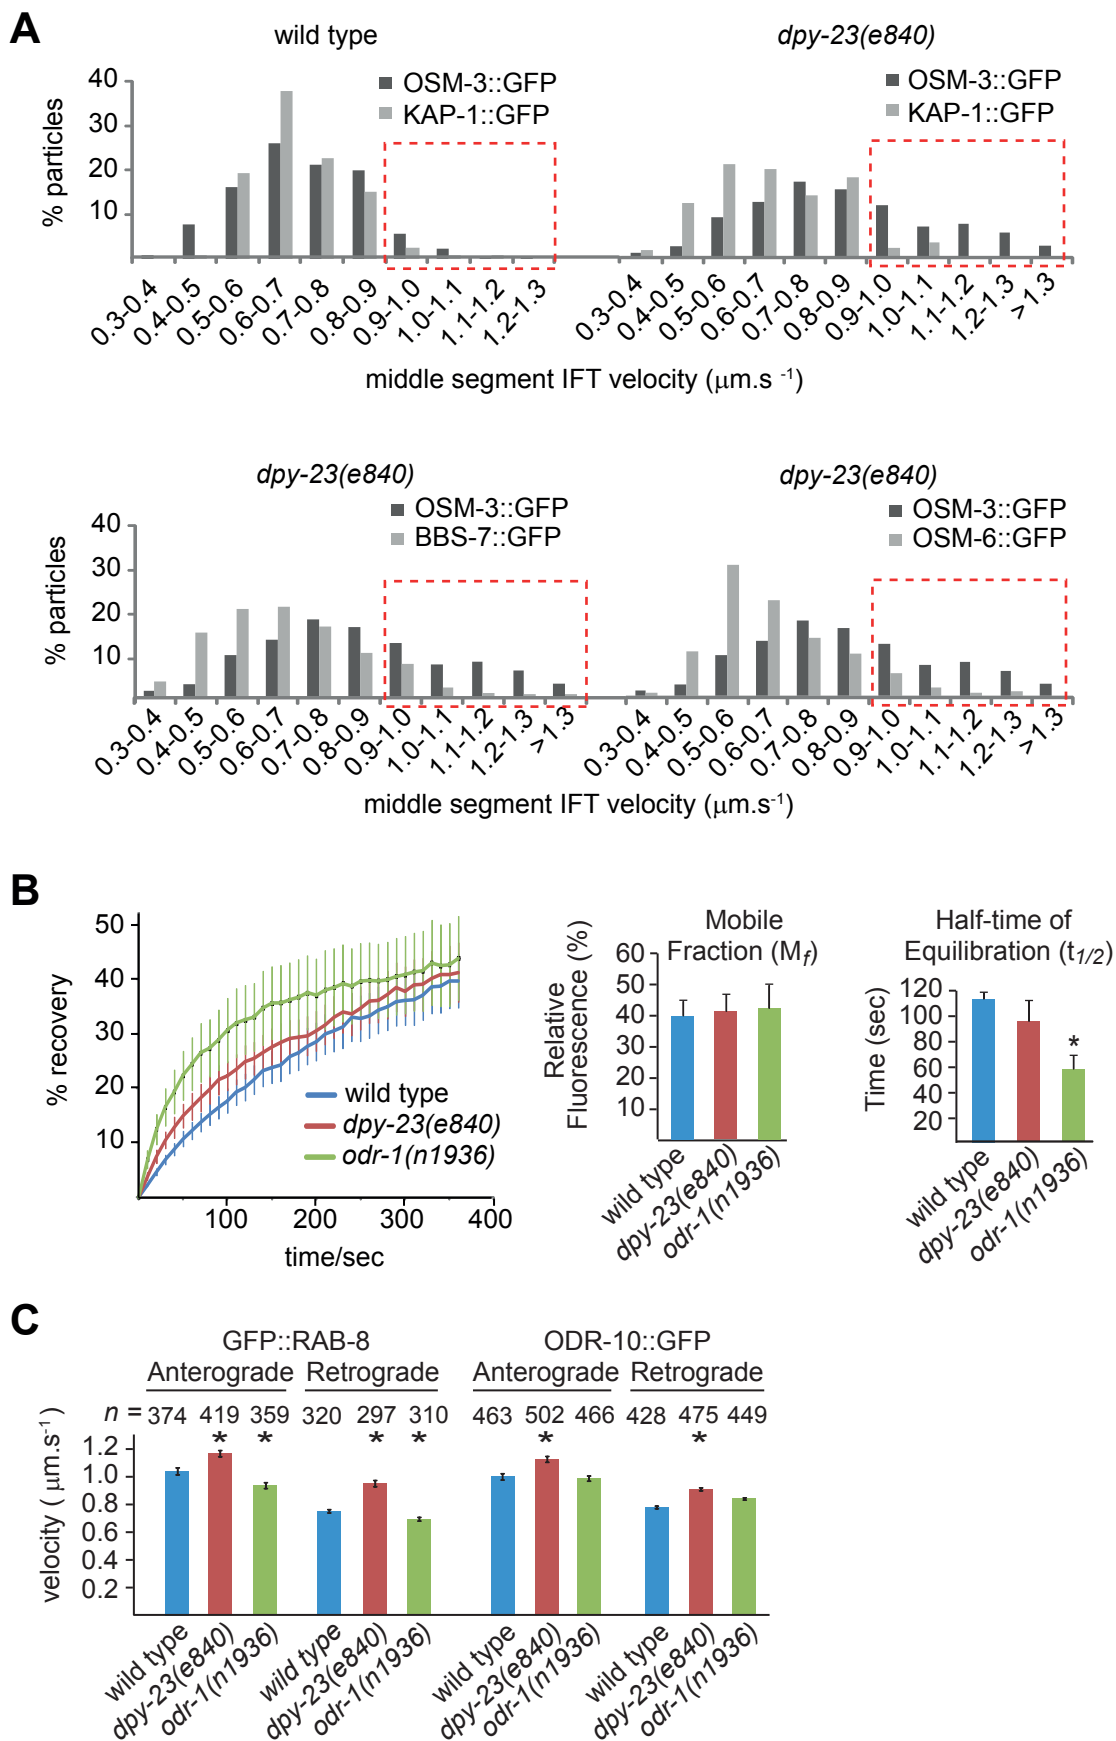 A
wild type
dpy-23(e840)
OSM-3::GFP
KAP-1::GFP
OSM-3::GFP
KAP-1::GFP
% particles
40
30
20
10
0.3-0.4
0.4-0.5
0.5-0.6
0.6-0.7
0.7-0.8
0.8-0.9
0.9-1.0
1.0-1.1
1.1-1.2
1.2-1.3
0.3-0.4
0.4-0.5
0.5-0.6
0.6-0.7
0.7-0.8
0.8-0.9
0.9-1.0
1.0-1.1
1.1-1.2
1.2-1.3
>1.3
middle segment IFT velocity (μm.s -1)
dpy-23(e840)
dpy-23(e840)
OSM-3::GFP
BBS-7::GFP
OSM-3::GFP
OSM-6::GFP
% particles
40
30
20
10
0.3-0.4
0.4-0.5
0.5-0.6
0.6-0.7
0.7-0.8
0.8-0.9
0.9-1.0
1.0-1.1
1.1-1.2
1.2-1.3
>1.3
0.3-0.4
0.4-0.5
0.5-0.6
0.6-0.7
0.7-0.8
0.8-0.9
0.9-1.0
1.0-1.1
1.1-1.2
1.2-1.3
>1.3
middle segment IFT velocity (μm.s-1)
B
% recovery
50
40
30
20
10
wild type
dpy-23(e840)
odr-1(n1936)
100 200 300 400
time/sec
Mobile
Fraction (Mf)
Relative
Fluorescence (%)
60
50
40
30
20
10
wild type
dpy-23(e840)
odr-1(n1936)
Half-time of
Equilibration (t1/2)
Time (sec)
120
100
80
60
40
20
*
wild type
dpy-23(e840)
odr-1(n1936)
C
GFP::RAB-8 ODR-10::GFP
Anterograde Retrograde Anterograde Retrograde
n = 374 419 359 320 297 310 463 502 466 428 475 449
* * * * * *
velocity ( μm.s-1 )
1.2
1.0
0.8
0.6
0.4
0.2
wild type
dpy-23(e840)
odr-1(n1936)
wild type
dpy-23(e840)
odr-1(n1936)
wild type
dpy-23(e840)
odr-1(n1936)
wild type
dpy-23(e840)
odr-1(n1936)